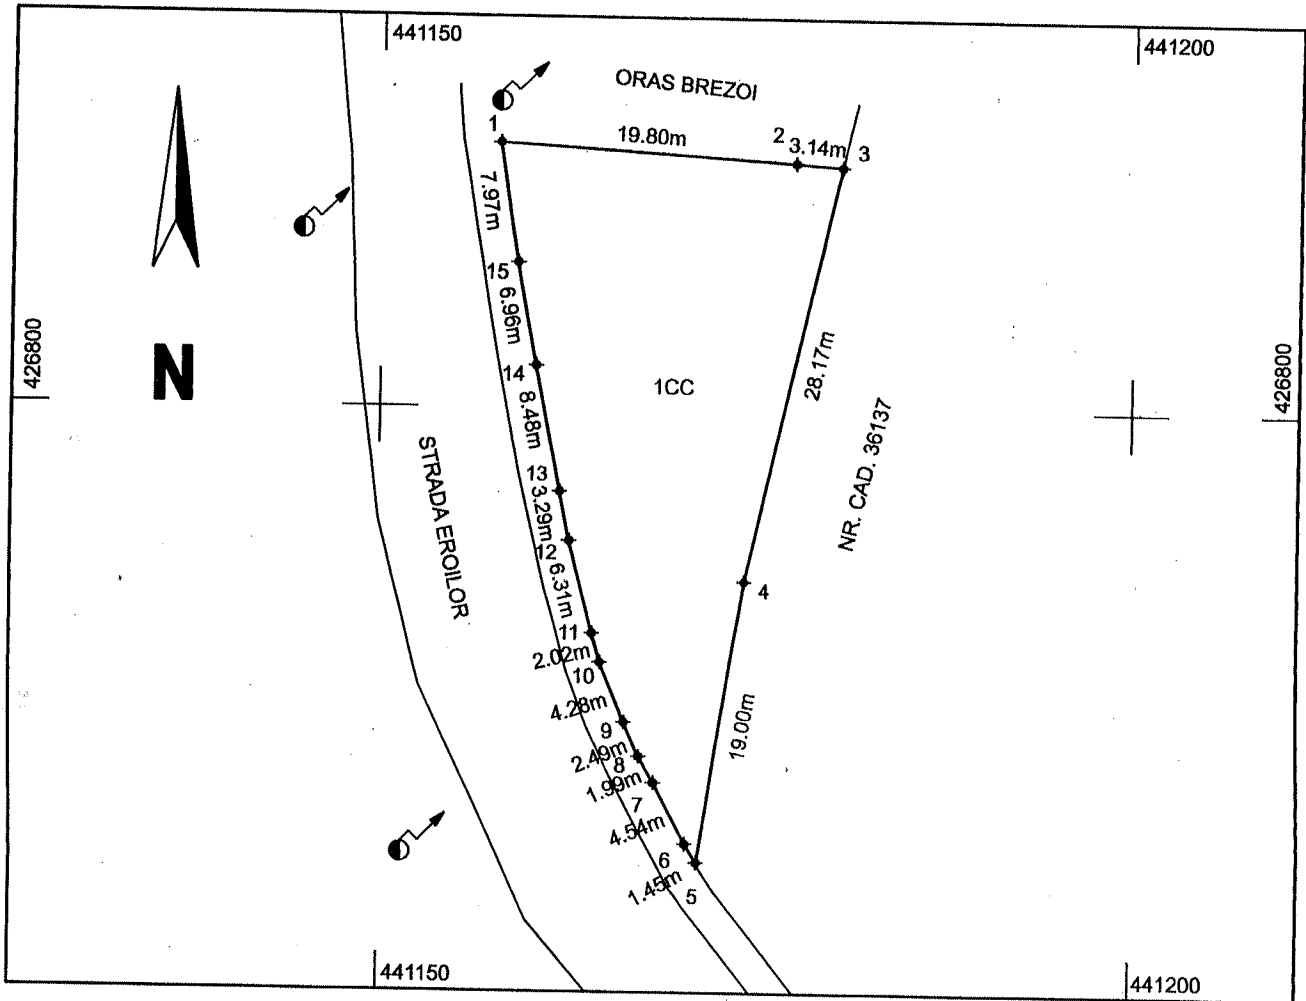 441150
441200
ORAS BREZOI
1
19.80m
2
3.14m
3
7.97m
15
6.96m
14
426800
426800
N
1CC
28.17m
8.48m
NR. CAD. 36137
STRADA EROILOR
13
3.29m
12
6.31m
4
11
2.02m
10
4.28m
9
2.49m
8
1.99m
7
19.00m
4.54m
6
1.45m
5
441150
441200